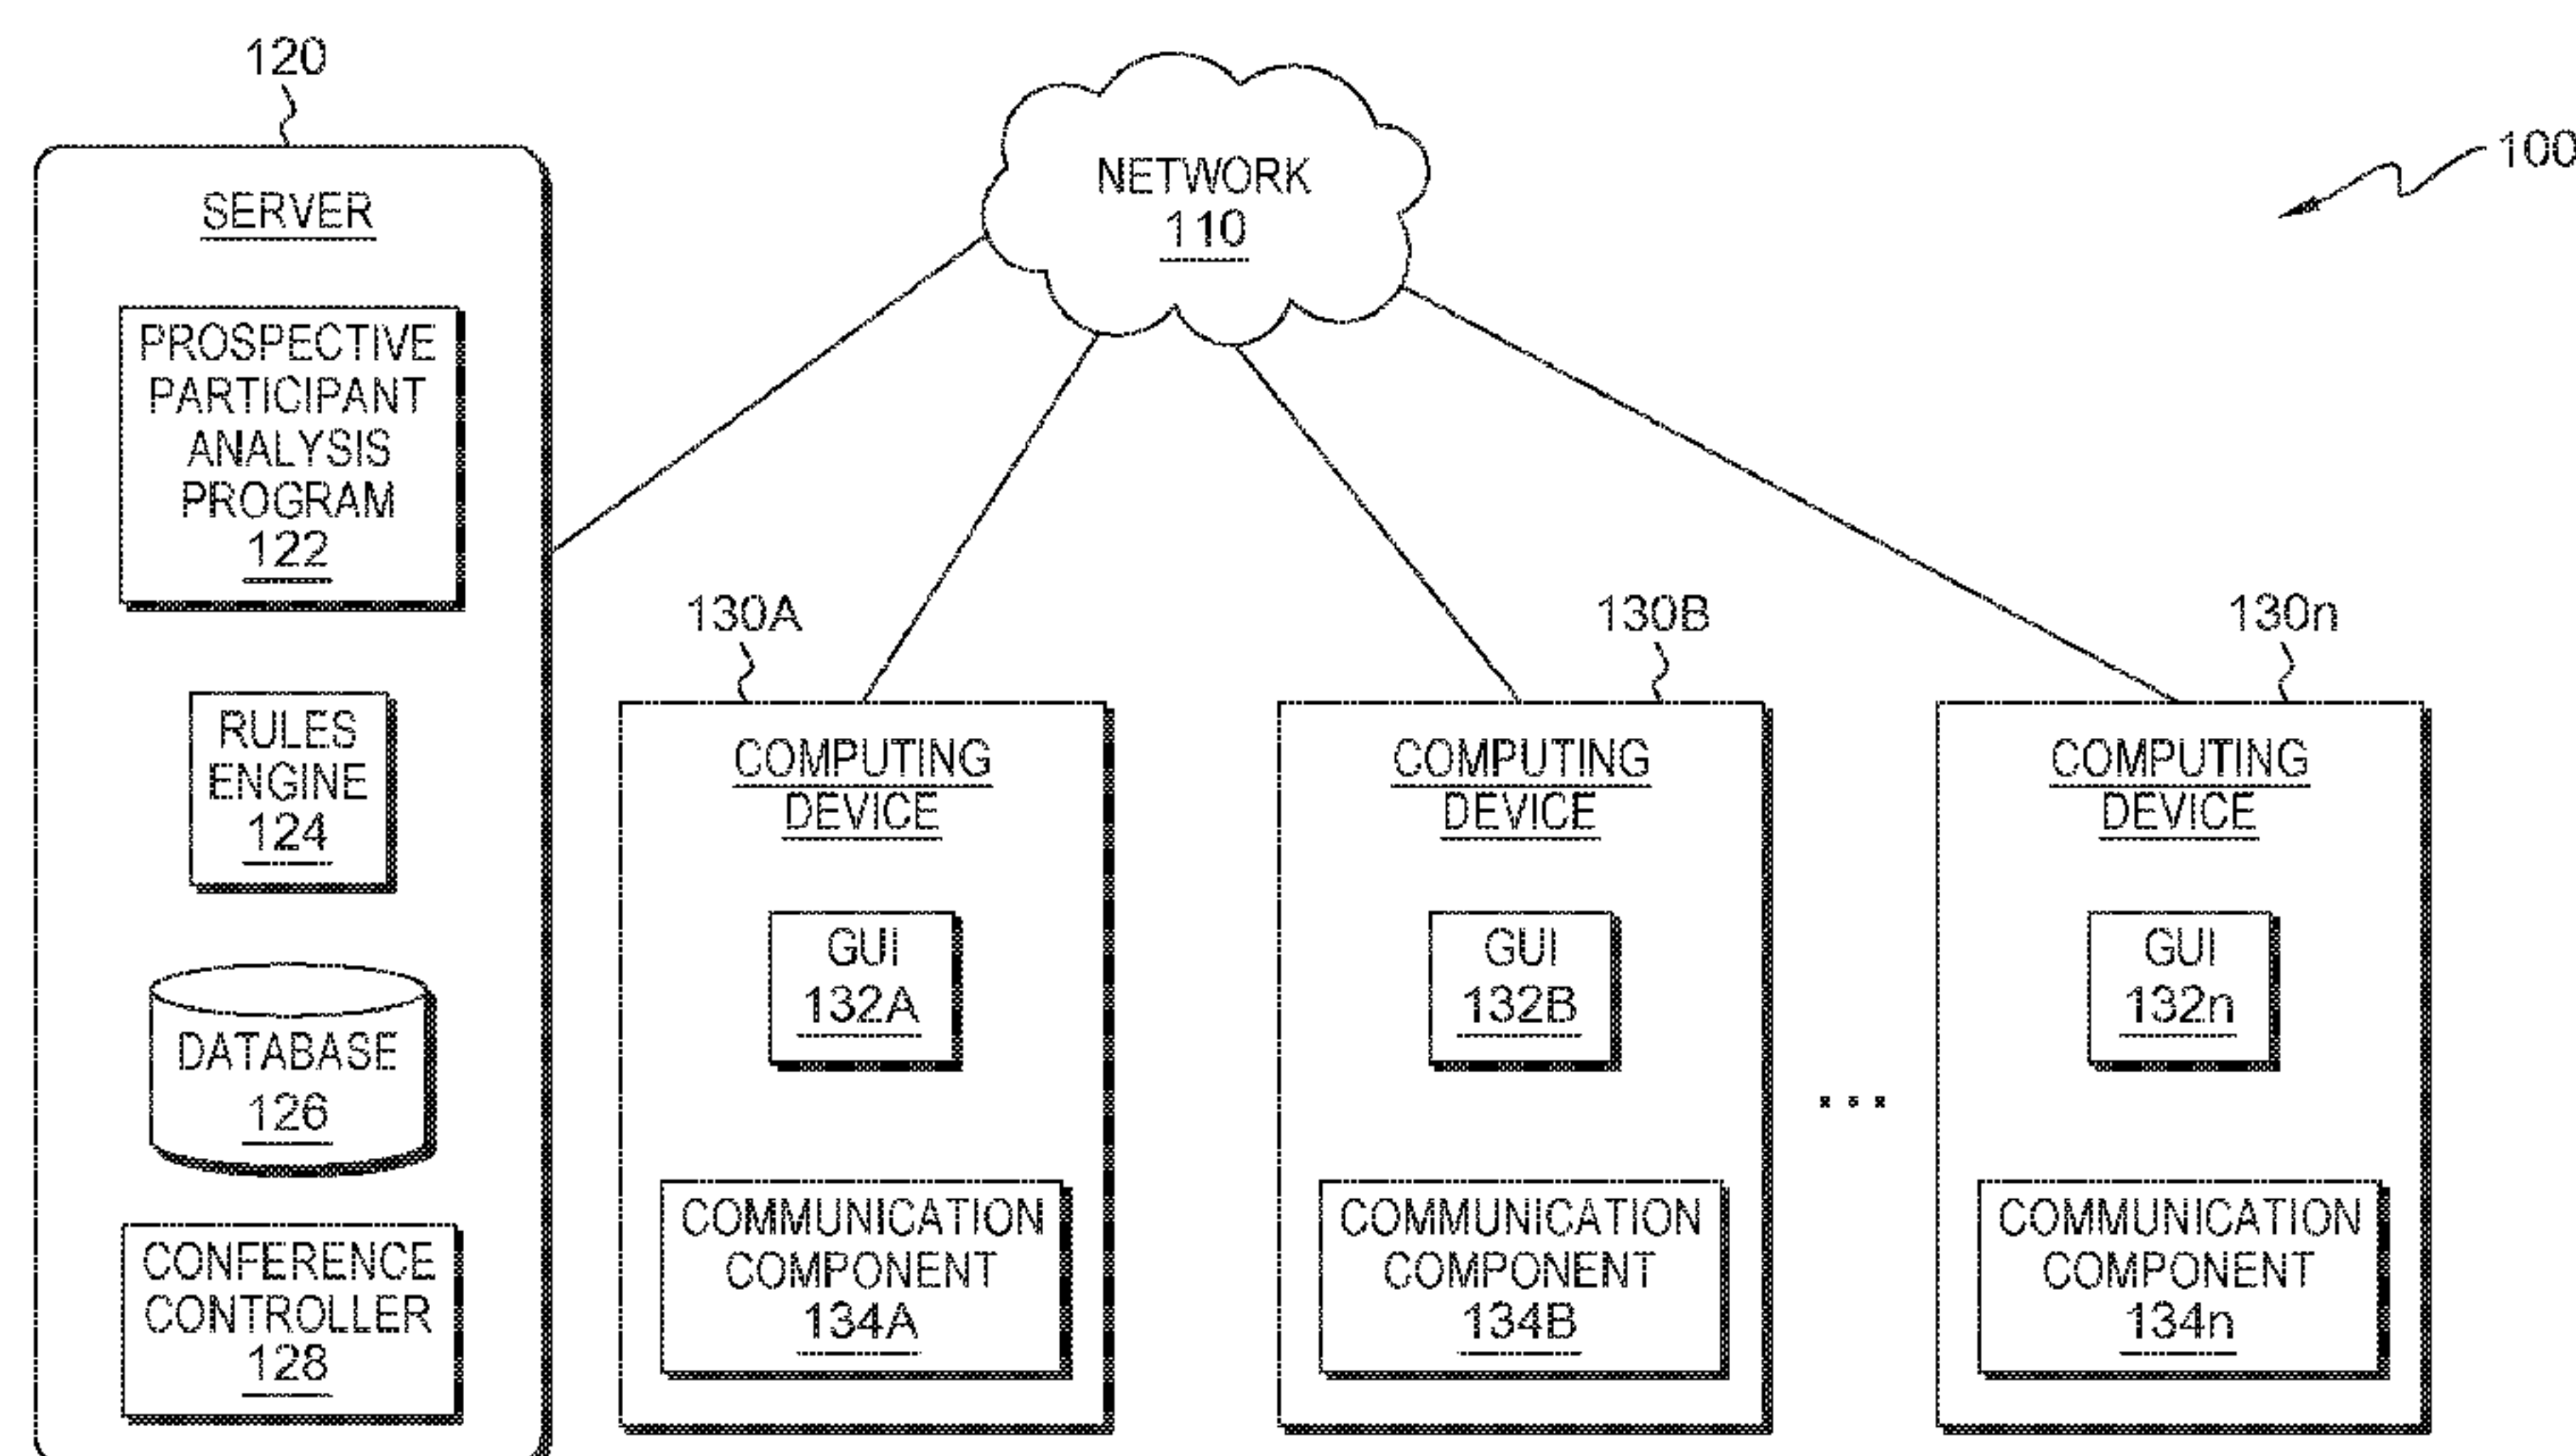 120
SERVER
PROSPECTIVE
PARTICIPANT
ANALYSIS
PROGRAM
122
RULES
ENGINE
124
DATABASE
126
CONFERENCE
CONTROLLER
128
NETWORK
110
100
130A
COMPUTING
DEVICE
GUI
132A
COMMUNICATION
COMPONENT
134A
130B
COMPUTING
DEVICE
GUI
132B
COMMUNICATION
COMPONENT
134B
...
130n
COMPUTING
DEVICE
GUI
132n
COMMUNICATION
COMPONENT
134n